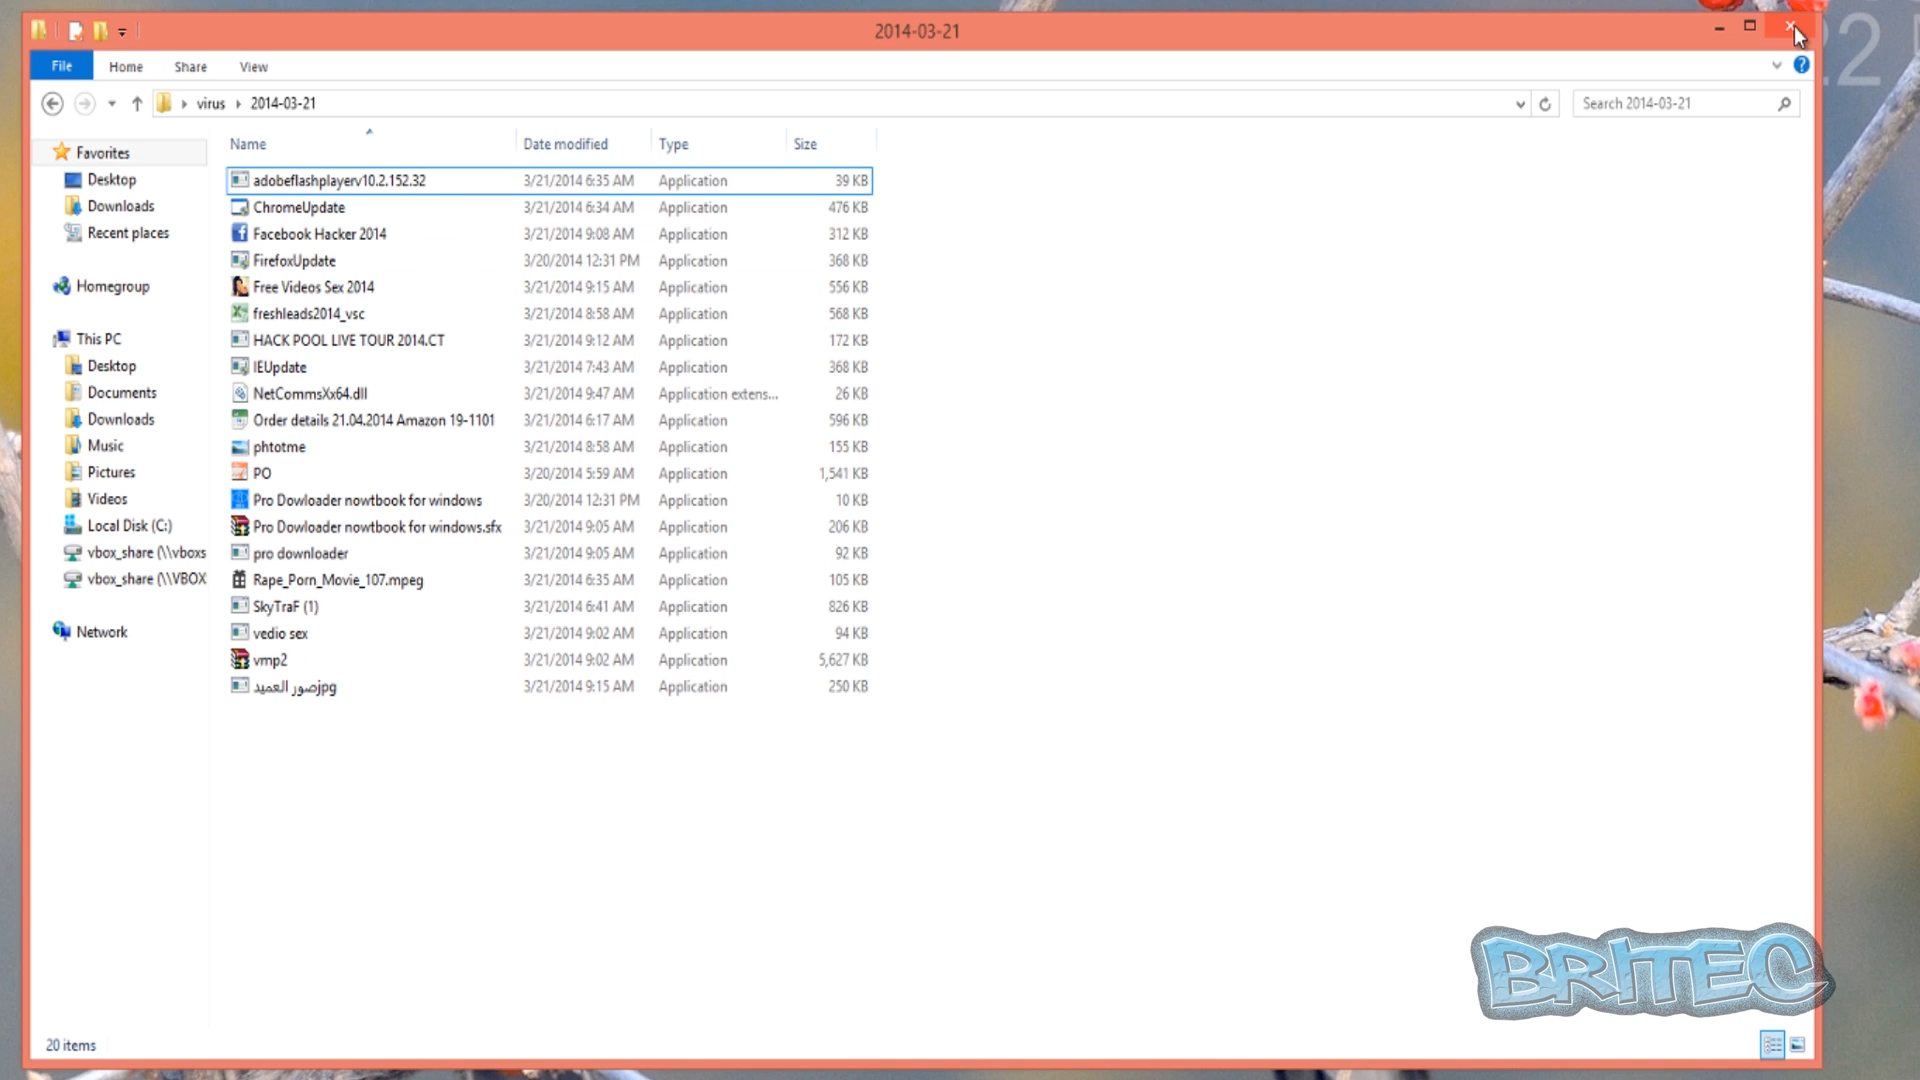 2014-03-21
22
File Home Share View
virus 2014-03-21
Search 2014-03-21
Name Date modified Type Size
Favorites
Desktop
Downloads
Recent places
Homegroup
This PC
Desktop
Documents
Downloads
Music
Pictures
Videos
Local Disk (C:)
vbox_share (\\vboxs
vbox_share (\\VBOX
Network
adobeflashplayerv10.2.152.32 3/21/2014 6:35 AM Application 39 KB
ChromeUpdate 3/21/2014 6:34 AM Application 476 KB
Facebook Hacker 2014 3/21/2014 9:08 AM Application 312 KB
FirefoxUpdate 3/20/2014 12:31 PM Application 368 KB
Free Videos Sex 2014 3/21/2014 9:15 AM Application 556 KB
freshleads2014_vsc 3/21/2014 8:58 AM Application 568 KB
HACK POOL LIVE TOUR 2014.CT 3/21/2014 9:12 AM Application 172 KB
IEUpdate 3/21/2014 7:43 AM Application 368 KB
NetCommsXx64.dll 3/21/2014 9:47 AM Application extens... 26 KB
Order details 21.04.2014 Amazon 19-1101 3/21/2014 6:17 AM Application 596 KB
phtotme 3/21/2014 8:58 AM Application 155 KB
PO 3/20/2014 5:59 AM Application 1,541 KB
Pro Dowloader nowtbook for windows 3/20/2014 12:31 PM Application 10 KB
Pro Dowloader nowtbook for windows.sfx 3/21/2014 9:05 AM Application 206 KB
pro downloader 3/21/2014 9:05 AM Application 92 KB
Rape_Porn_Movie_107.mpeg 3/21/2014 6:35 AM Application 105 KB
SkyTraF (1) 3/21/2014 6:41 AM Application 826 KB
vedio sex 3/21/2014 9:02 AM Application 94 KB
vmp2 3/21/2014 9:02 AM Application 5,627 KB
صور العميدjpg 3/21/2014 9:15 AM Application 250 KB
BRITEC
20 items